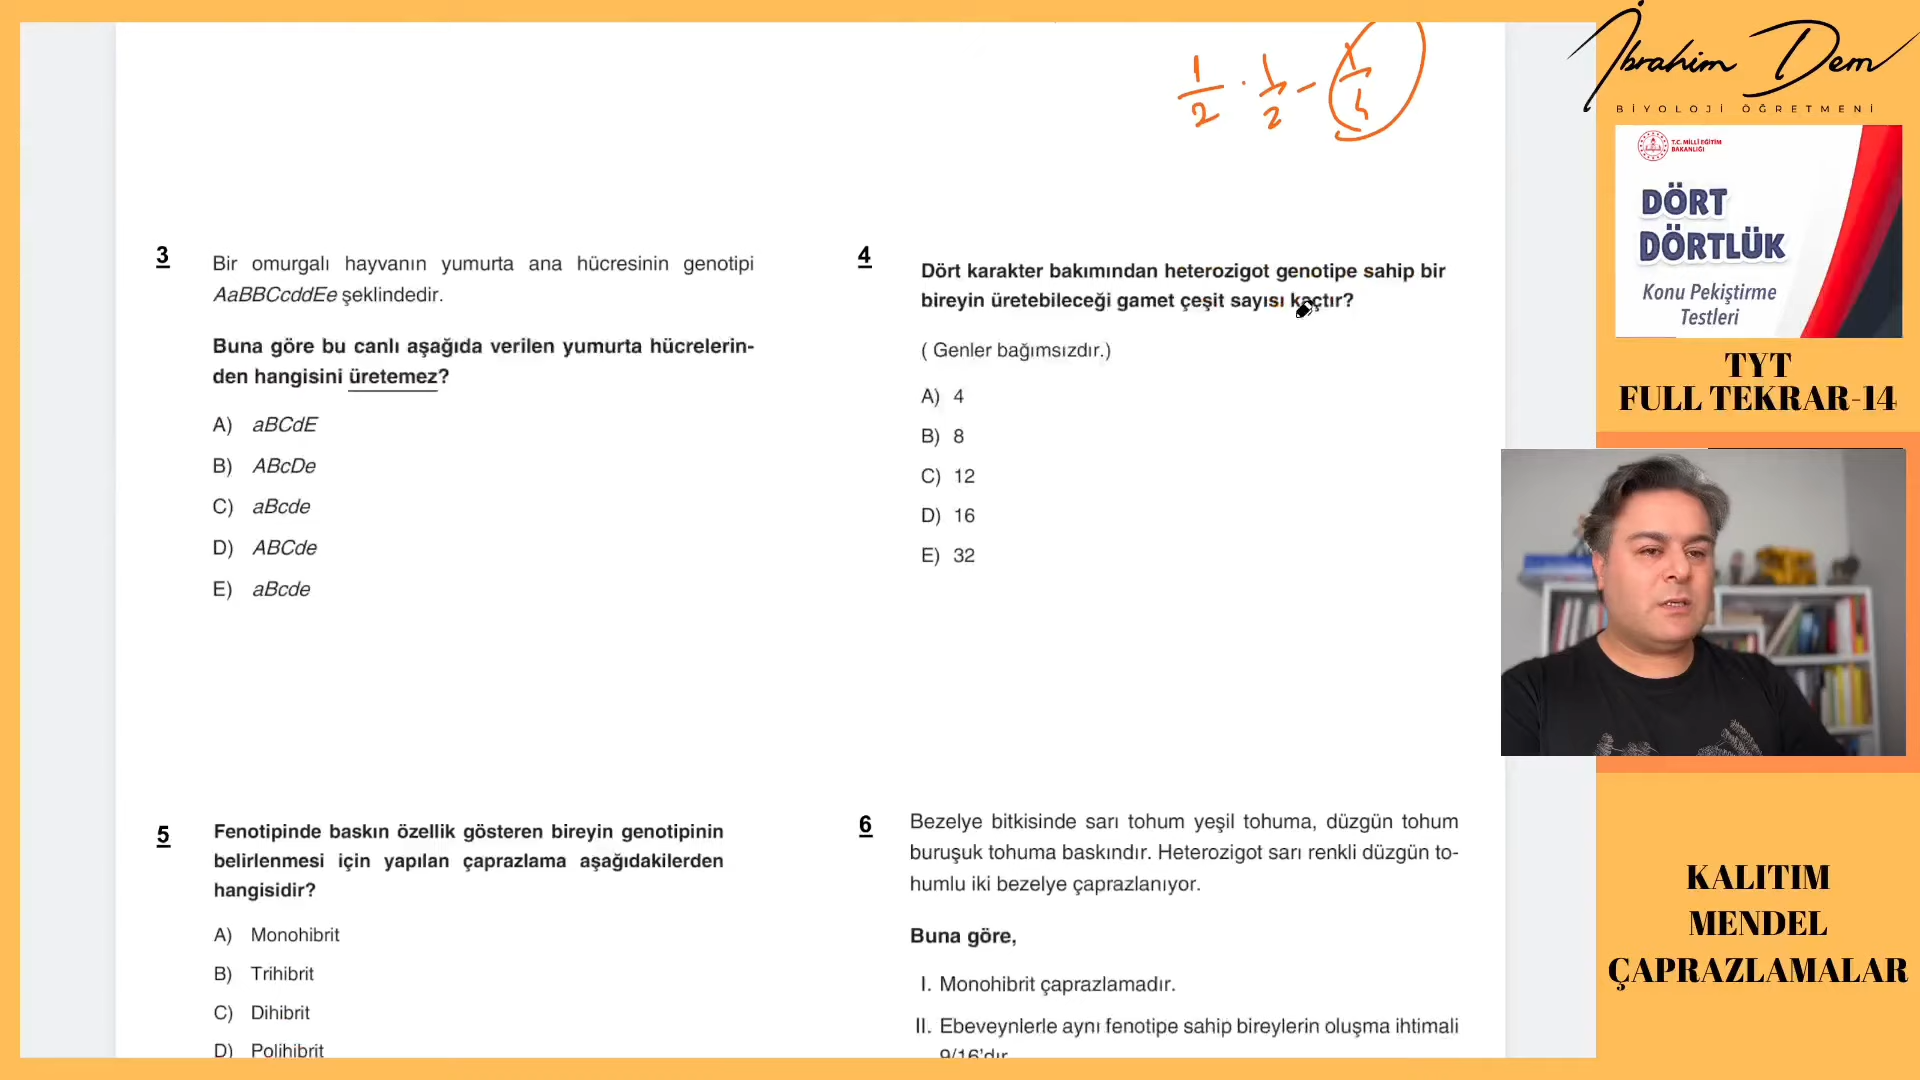 1/2 · 1/2 - 1/4
3
Bir omurgalı hayvanın yumurta ana hücresinin genotipi
AaBBCcddEe şeklindedir.
Buna göre bu canlı aşağıda verilen yumurta hücrelerin-
den hangisini üretemez?
A) aBCdE
B) ABcDe
C) aBcde
D) ABCde
E) aBcde
4
Dört karakter bakımından heterozigot genotipe sahip bir
bireyin üretebileceği gamet çeşit sayısı kaçtır?
( Genler bağımsızdır.)
A) 4
B) 8
C) 12
D) 16
E) 32
5
Fenotipinde baskın özellik gösteren bireyin genotipinin
belirlenmesi için yapılan çaprazlama aşağıdakilerden
hangisidir?
A) Monohibrit
B) Trihibrit
C) Dihibrit
D) Polihibrit
6
Bezelye bitkisinde sarı tohum yeşil tohuma, düzgün tohum
buruşuk tohuma baskındır. Heterozigot sarı renkli düzgün to-
humlu iki bezelye çaprazlanıyor.
Buna göre,
I. Monohibrit çaprazlamadır.
II. Ebeveynlerle aynı fenotipe sahip bireylerin oluşma ihtimali
9/16'dır
İbrahim Dem
BİYOLOJİ ÖĞRETMENİ
T.C. MİLLÎ EĞİTİM
BAKANLIĞI
DÖRT
DÖRTLÜK
Konu Pekiştirme
Testleri
TYT
FULL TEKRAR-14
KALITIM
MENDEL
ÇAPRAZLAMALAR